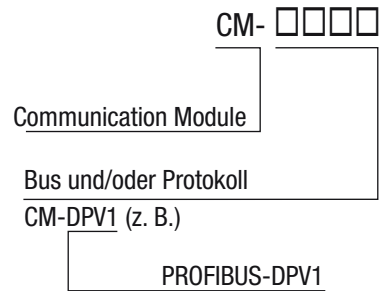 CM- □□□□
Communication Module
Bus und/oder Protokoll
CM-DPV1 (z. B.)
PROFIBUS-DPV1